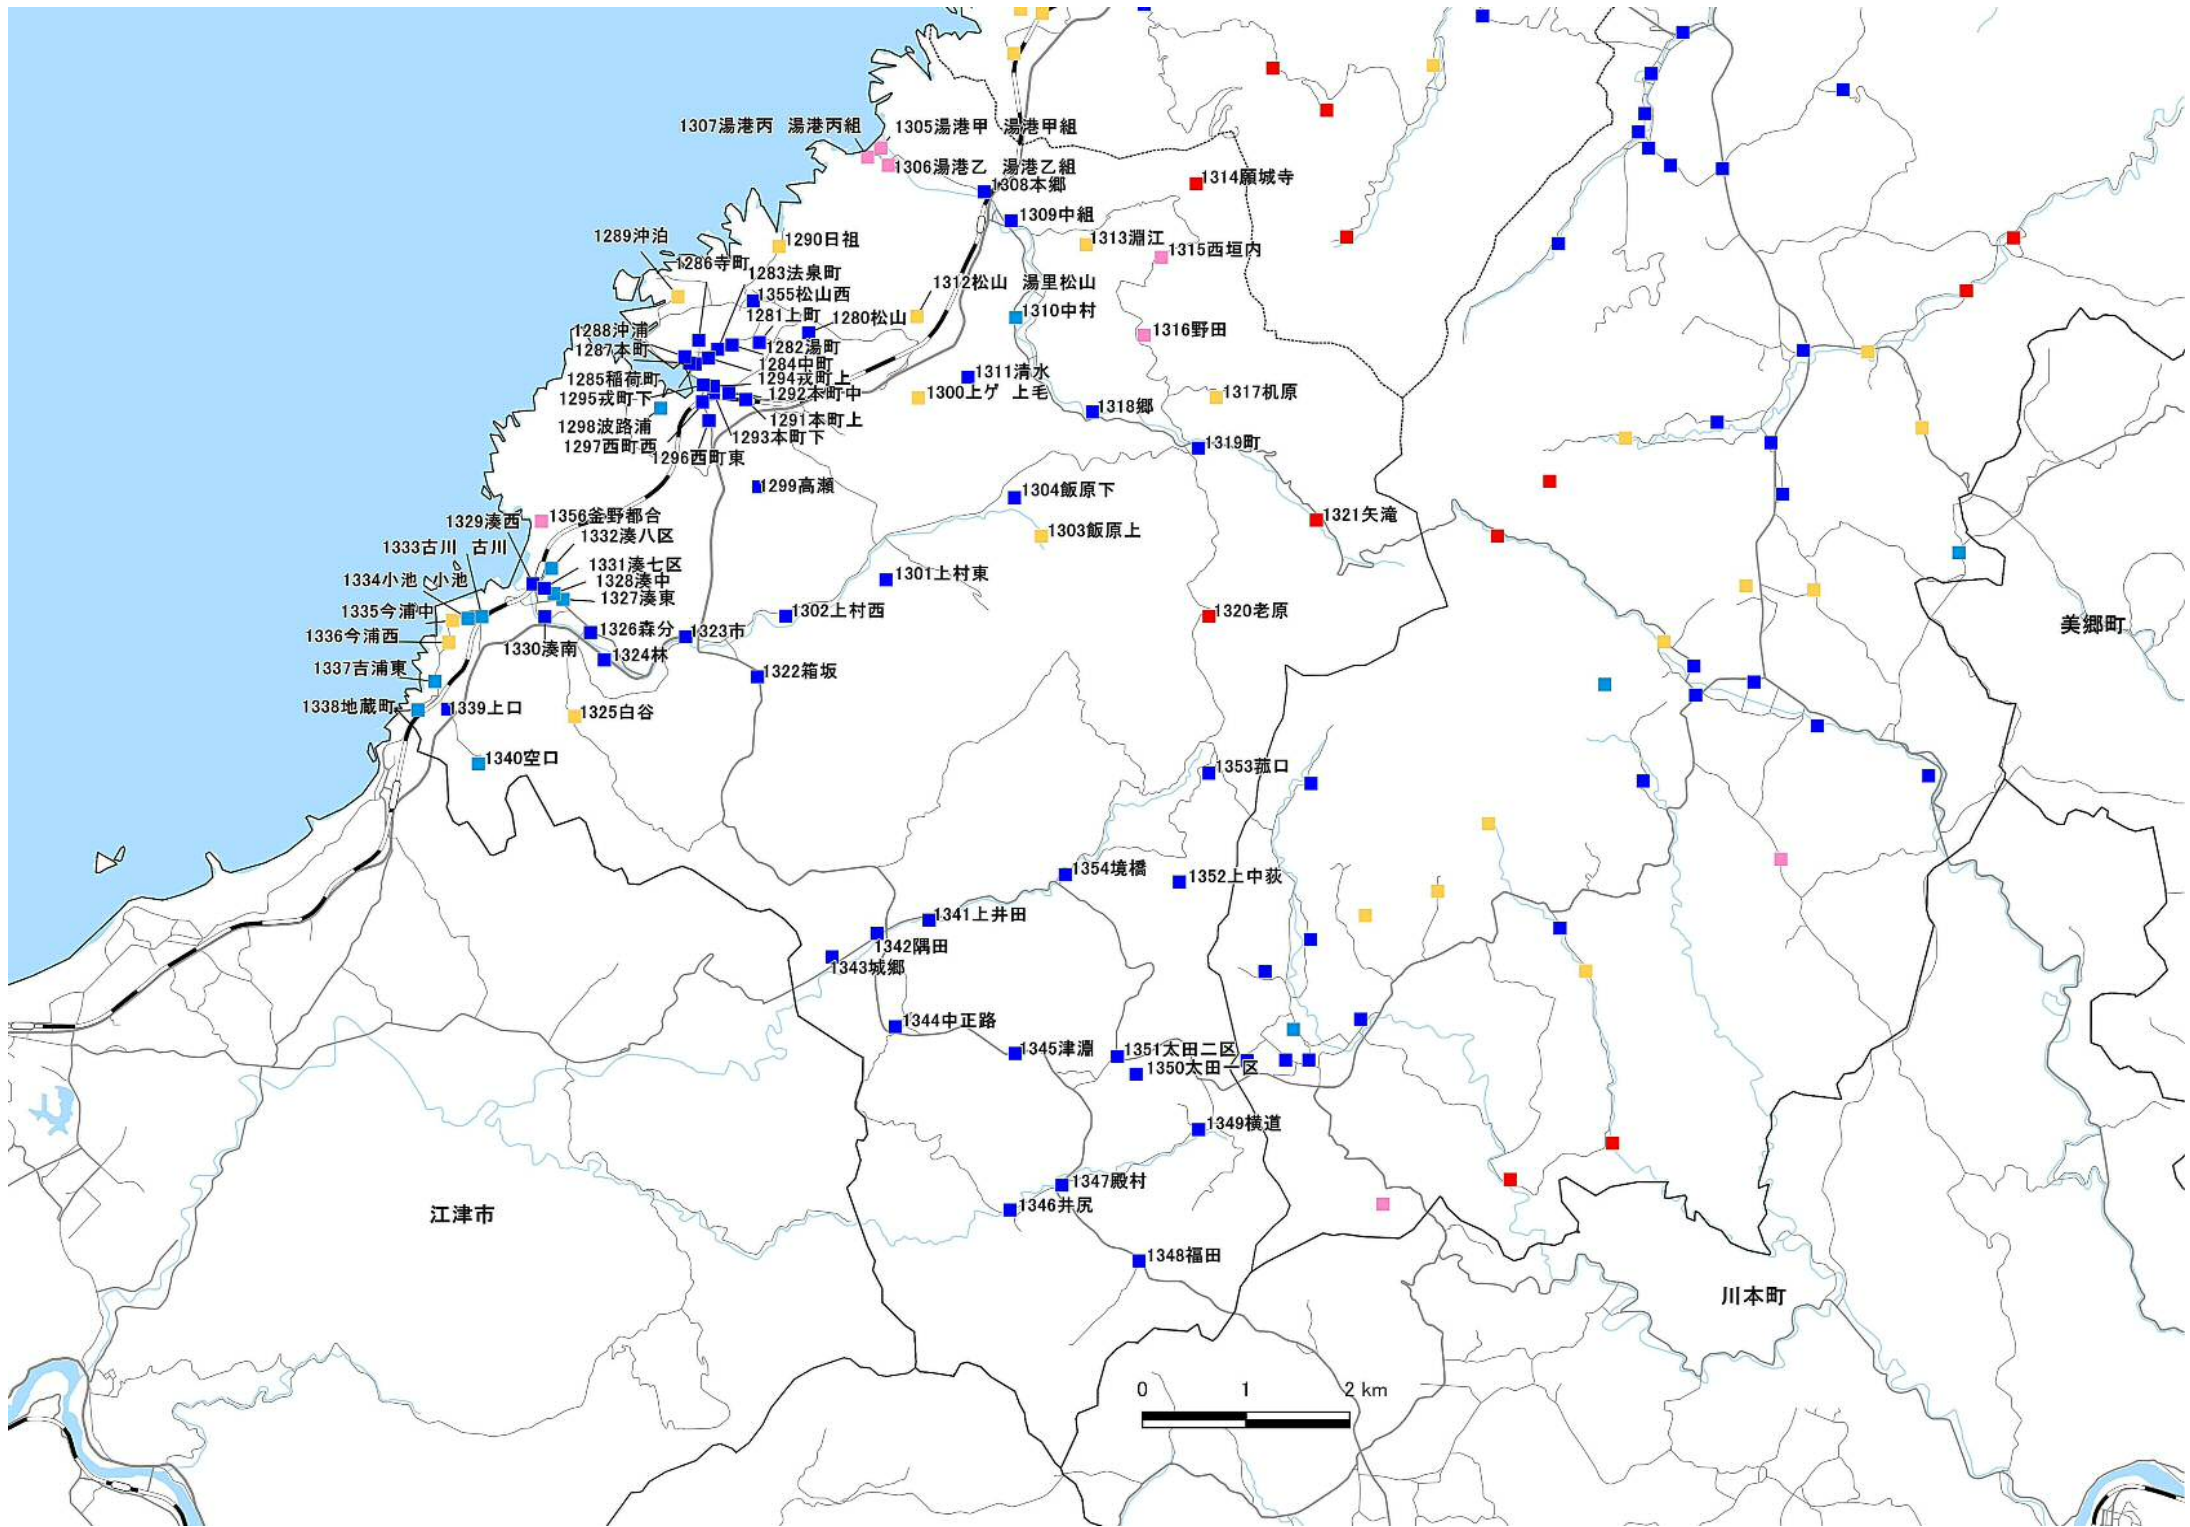 1307湯港丙　湯港丙組
1305湯港甲　湯港甲組
1306湯港乙　湯港乙組
1308本郷
1314願城寺
1309中組
1289沖泊
1290日祖
1313淵江
1315西垣内
1286寺町
1283法泉町
1312松山　湯里松山
1355松山西
1310中村
1281上町
1280松山
1316野田
1288沖浦
1287本町
1282湯町
1284中町
1311清水
1285稲荷町
1294戎町上
1295戎町下
1292本町中
1300上ゲ 上毛
1317机原
1318郷
1298波路浦
1291本町上
1297西町西
1293本町下
1319町
1296西町東
1299高瀬
1304飯原下
1356釜野都合
1321矢滝
1329湊西
1332湊八区
1303飯原上
1333古川　古川
1331湊七区
1334小池 小池
1328湊中
1301上村東
1327湊東
1335今浦中
1302上村西
1320老原
1336今浦西
1326森分
1323市
美郷町
1330湊南
1324林
1337吉浦東
1322箱坂
1338地蔵町
1339上口
1325白谷
1340空口
1353菰口
1354境橋
1352上中荻
1341上井田
1342隅田
1343城郷
1344中正路
1345津淵
1351太田二区
1350太田一区
1349横道
1347殿村
1346井尻
江津市
1348福田
川本町
0 1 2 km